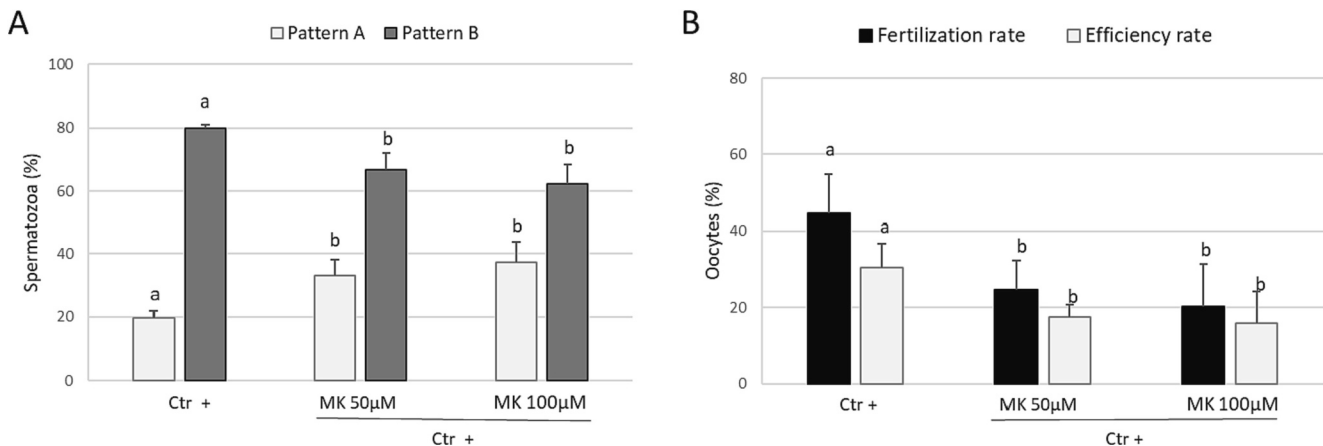 A
Pattern A Pattern B
Spermatozoa (%)
100
80
60
40
20
0
a
a
b
b
b
b
Ctr +
MK 50μM
MK 100μM
Ctr +
B
Fertilization rate Efficiency rate
Oocytes (%)
80
60
40
20
0
a
a
b
b
b
b
Ctr +
MK 50μM
MK 100μM
Ctr +